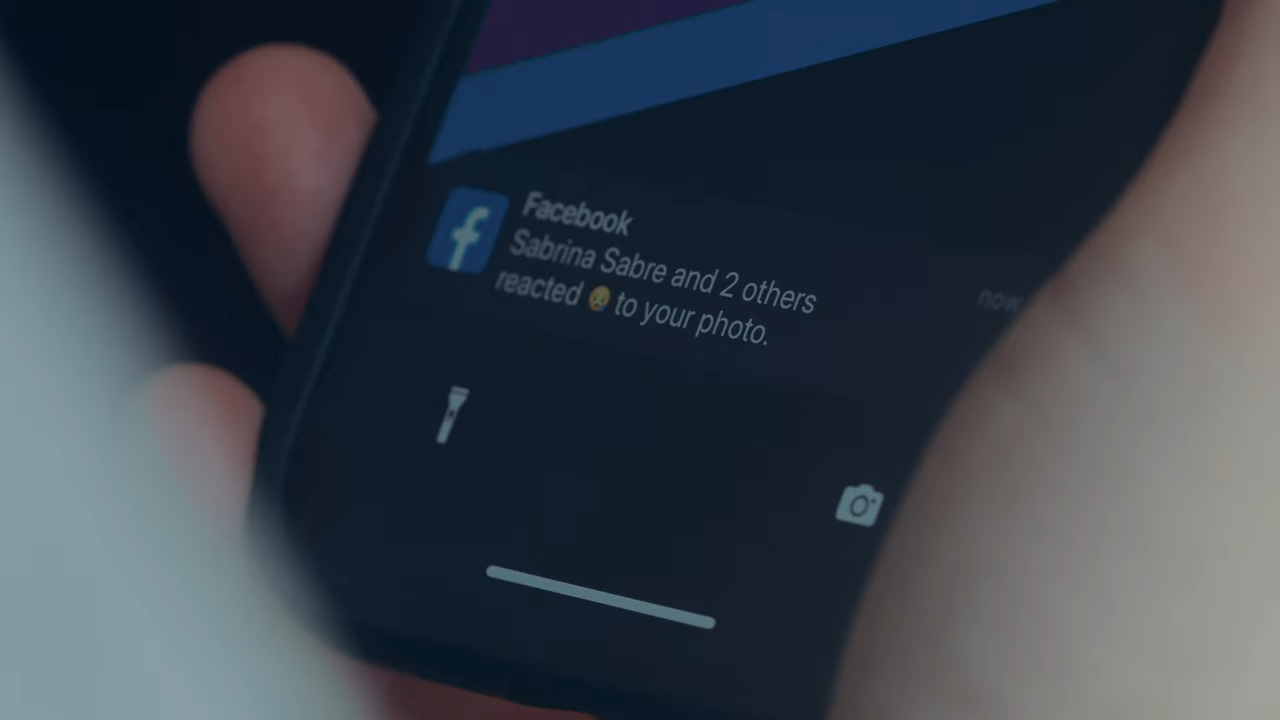 Facebook
Sabrina Sabre and 2 others
now
reacted 😢 to your photo.